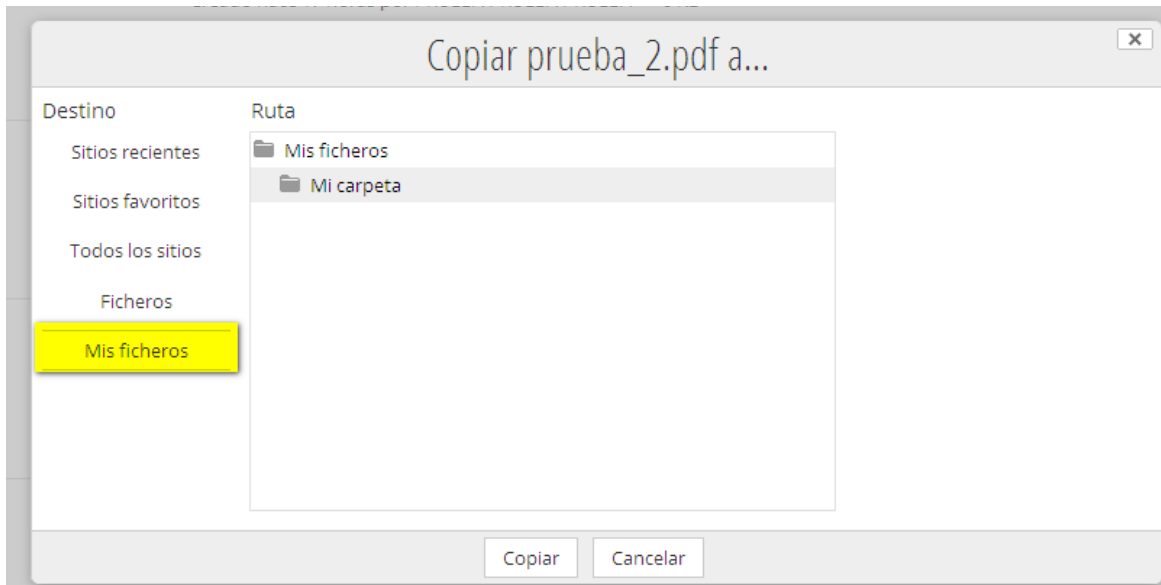 Copiar prueba_2.pdf a...
Destino
Ruta
Sitios recientes
Sitios favoritos
Todos los sitios
Ficheros
Mis ficheros
Mis ficheros
Mi carpeta
Copiar
Cancelar